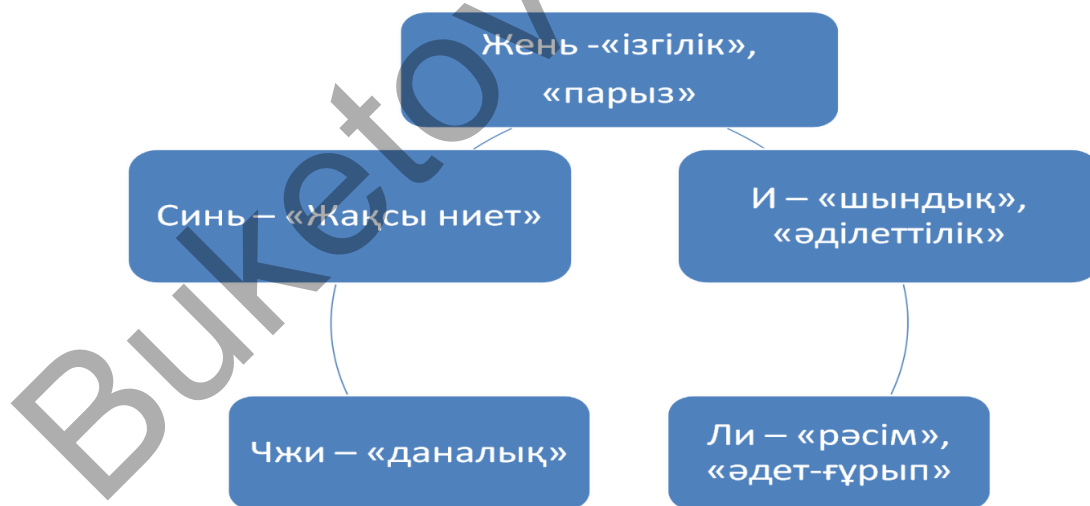 Жень -«ізгілік»,
«парыз»
Синь – «Жақсы ниет»
И – «шындық»,
«әділеттілік»
Чжи – «даналық»
Ли – «рәсім»,
«әдет-ғұрып»
Buketov